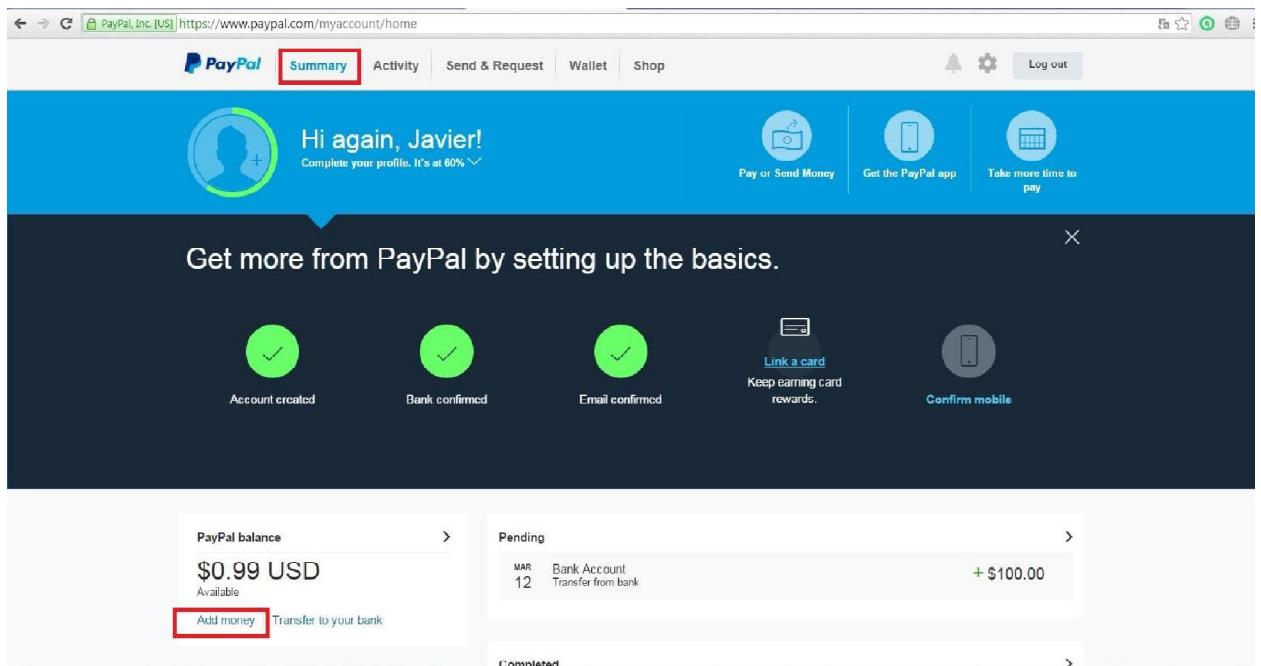 PayPal, Inc. [US] https://www.paypal.com/myaccount/home
PayPal Summary Activity Send & Request Wallet Shop Log out
Hi again, Javier!
Complete your profile. It's at 60%
Pay or Send Money
Get the PayPal app
Take more time to
pay
Get more from PayPal by setting up the basics.
Account created
Bank confirmed
Email confirmed
Link a card
Keep earning card
rewards.
Confirm mobile
PayPal balance
$0.99 USD
Available
Add money Transfer to your bank
Pending
MAR
12
Bank Account
Transfer from bank
+ $100.00
Completed